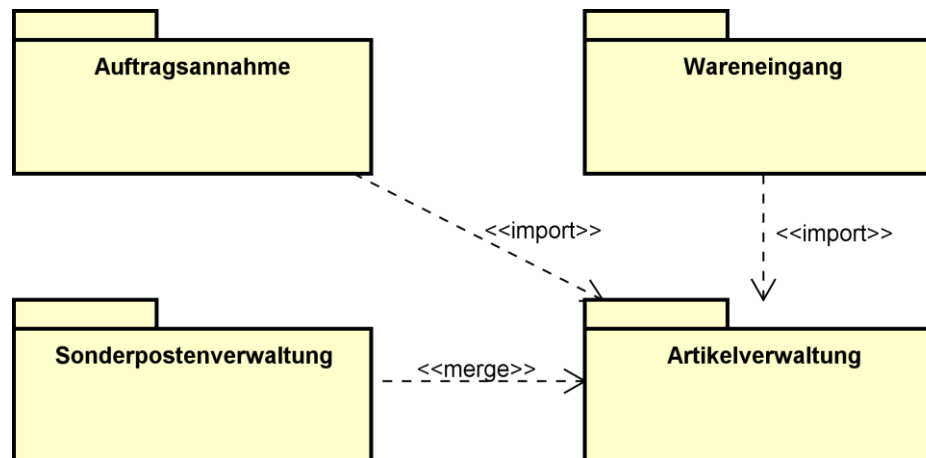 Auftragsannahme
Wareneingang
<<import>>
<<import>>
Sonderpostenverwaltung
<<merge>>
Artikelverwaltung